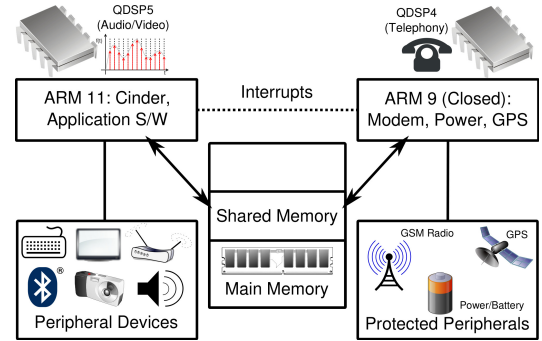 QDSP5
(Audio/Video)
QDSP4
(Telephony)
ARM 11: Cinder,
Application S/W
Interrupts
ARM 9 (Closed):
Modem, Power, GPS
Shared Memory
Main Memory
®
Peripheral Devices
GSM Radio
GPS
Power/Battery
Protected Peripherals